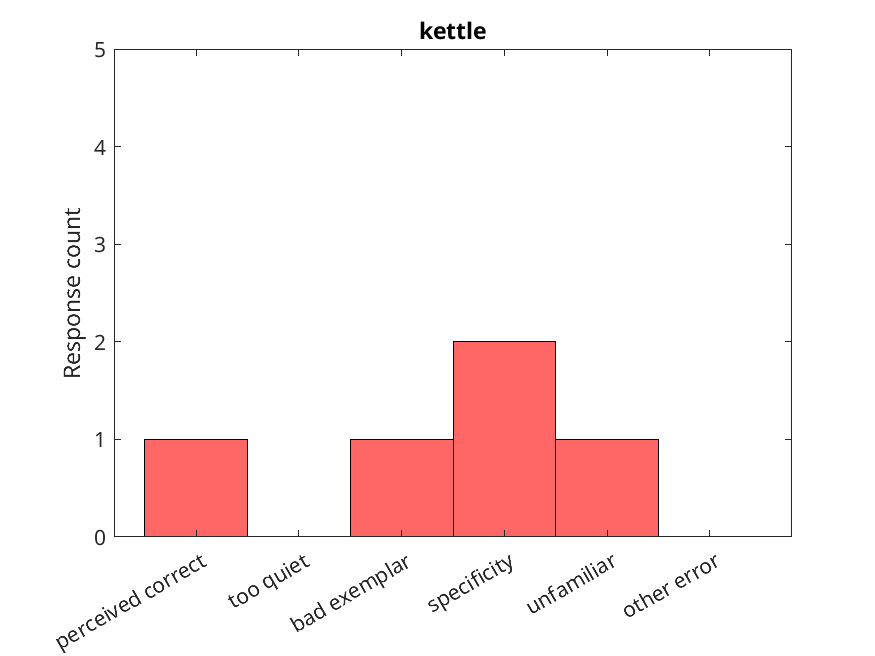 kettle
5
4
3
2
1
0
Response count
perceived correct
too quiet
bad exemplar
specificity
unfamiliar
other error